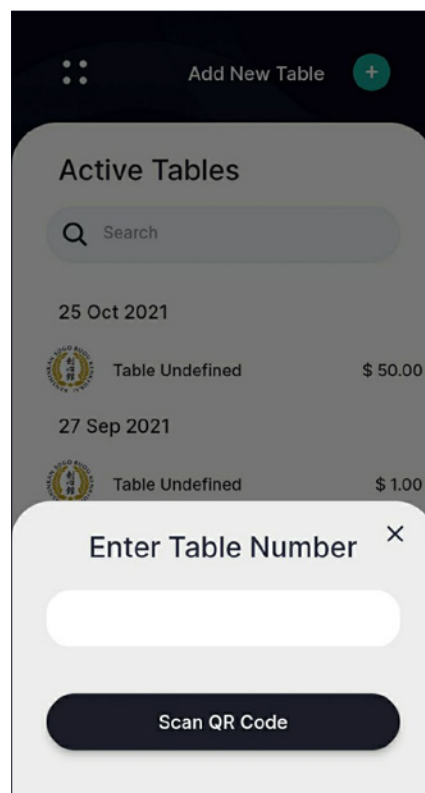 Add New Table +
Active Tables
Search
25 Oct 2021
Table Undefined $ 50.00
27 Sep 2021
Table Undefined $ 1.00
Enter Table Number
Scan QR Code